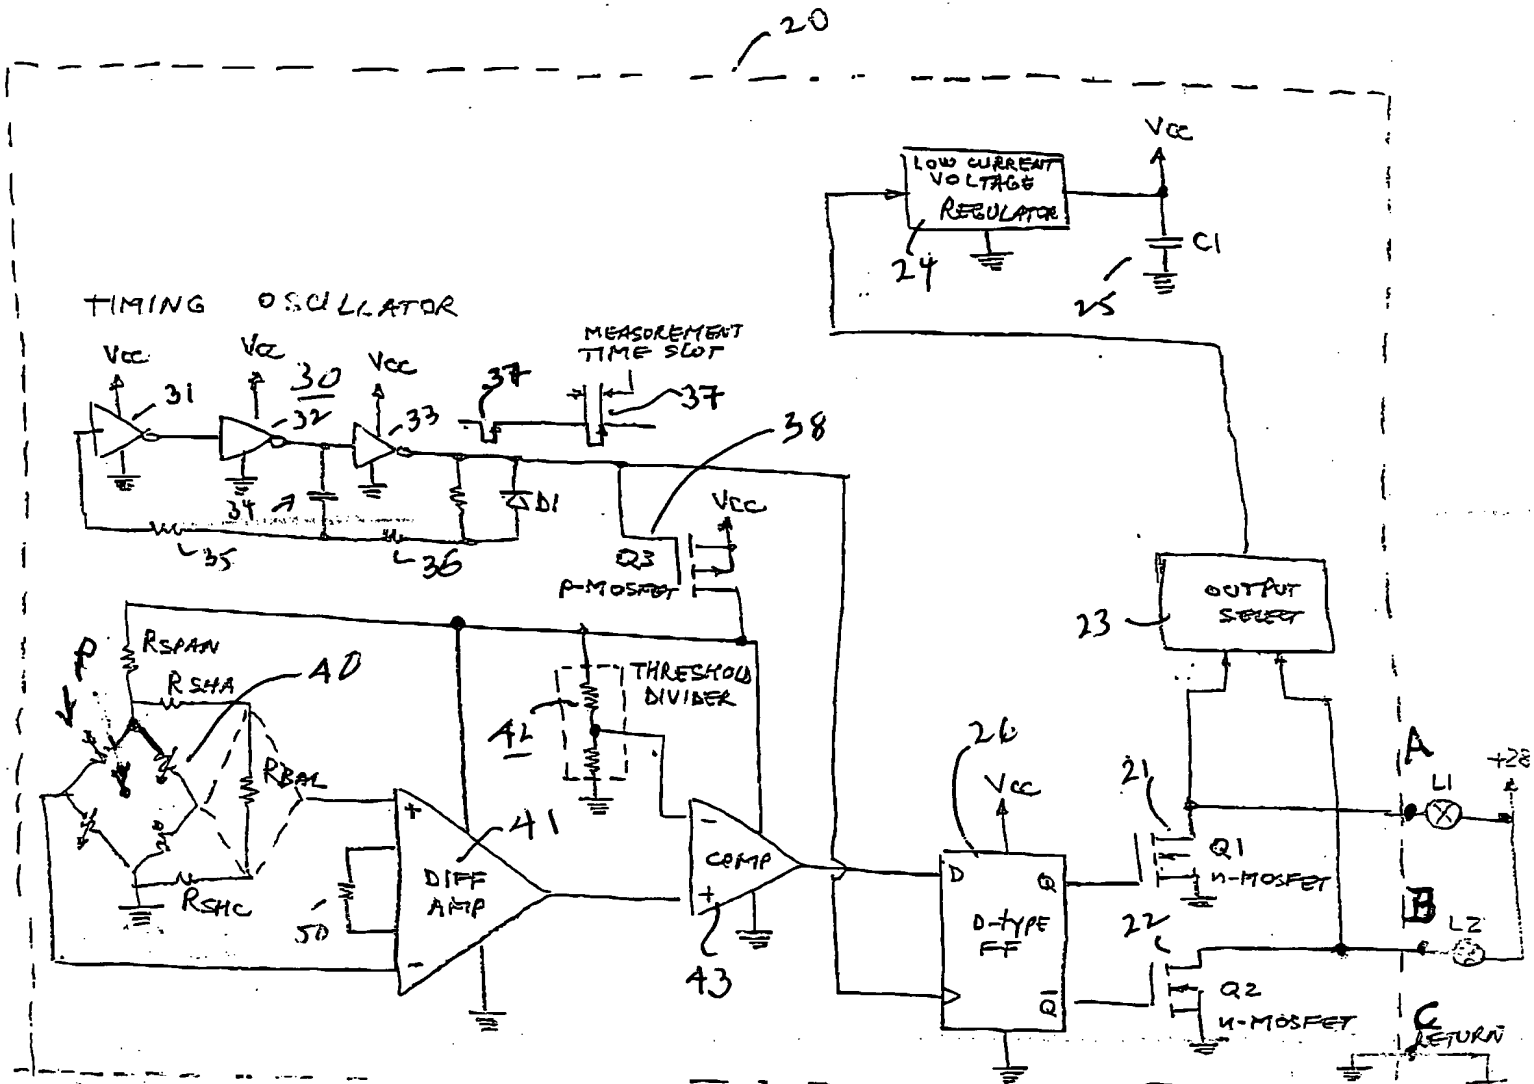 20
Vcc
LOW CURRENT
VOLTAGE
REGULATOR
24
C1
25
TIMING OSCILLATOR
MEASUREMENT
TIME SLOT
Vcc
Vcc
30
Vcc
37
37
31
32
33
38
34
D1
Vcc
35
36
Q3
P-MOSFET
OUTPUT
SELECT
23
P
RSPAN
RSHA
40
THRESHOLD
DIVIDER
42
RBAL
26
Vcc
21
A
+28
L1
+
41
-
COMP
+
D
Q
Q1
n-MOSFET
DIFF
AMP
RSHC
50
-
43
D-TYPE
FF
22
B
L2
Q1
Q2
n-MOSFET
C
RETURN